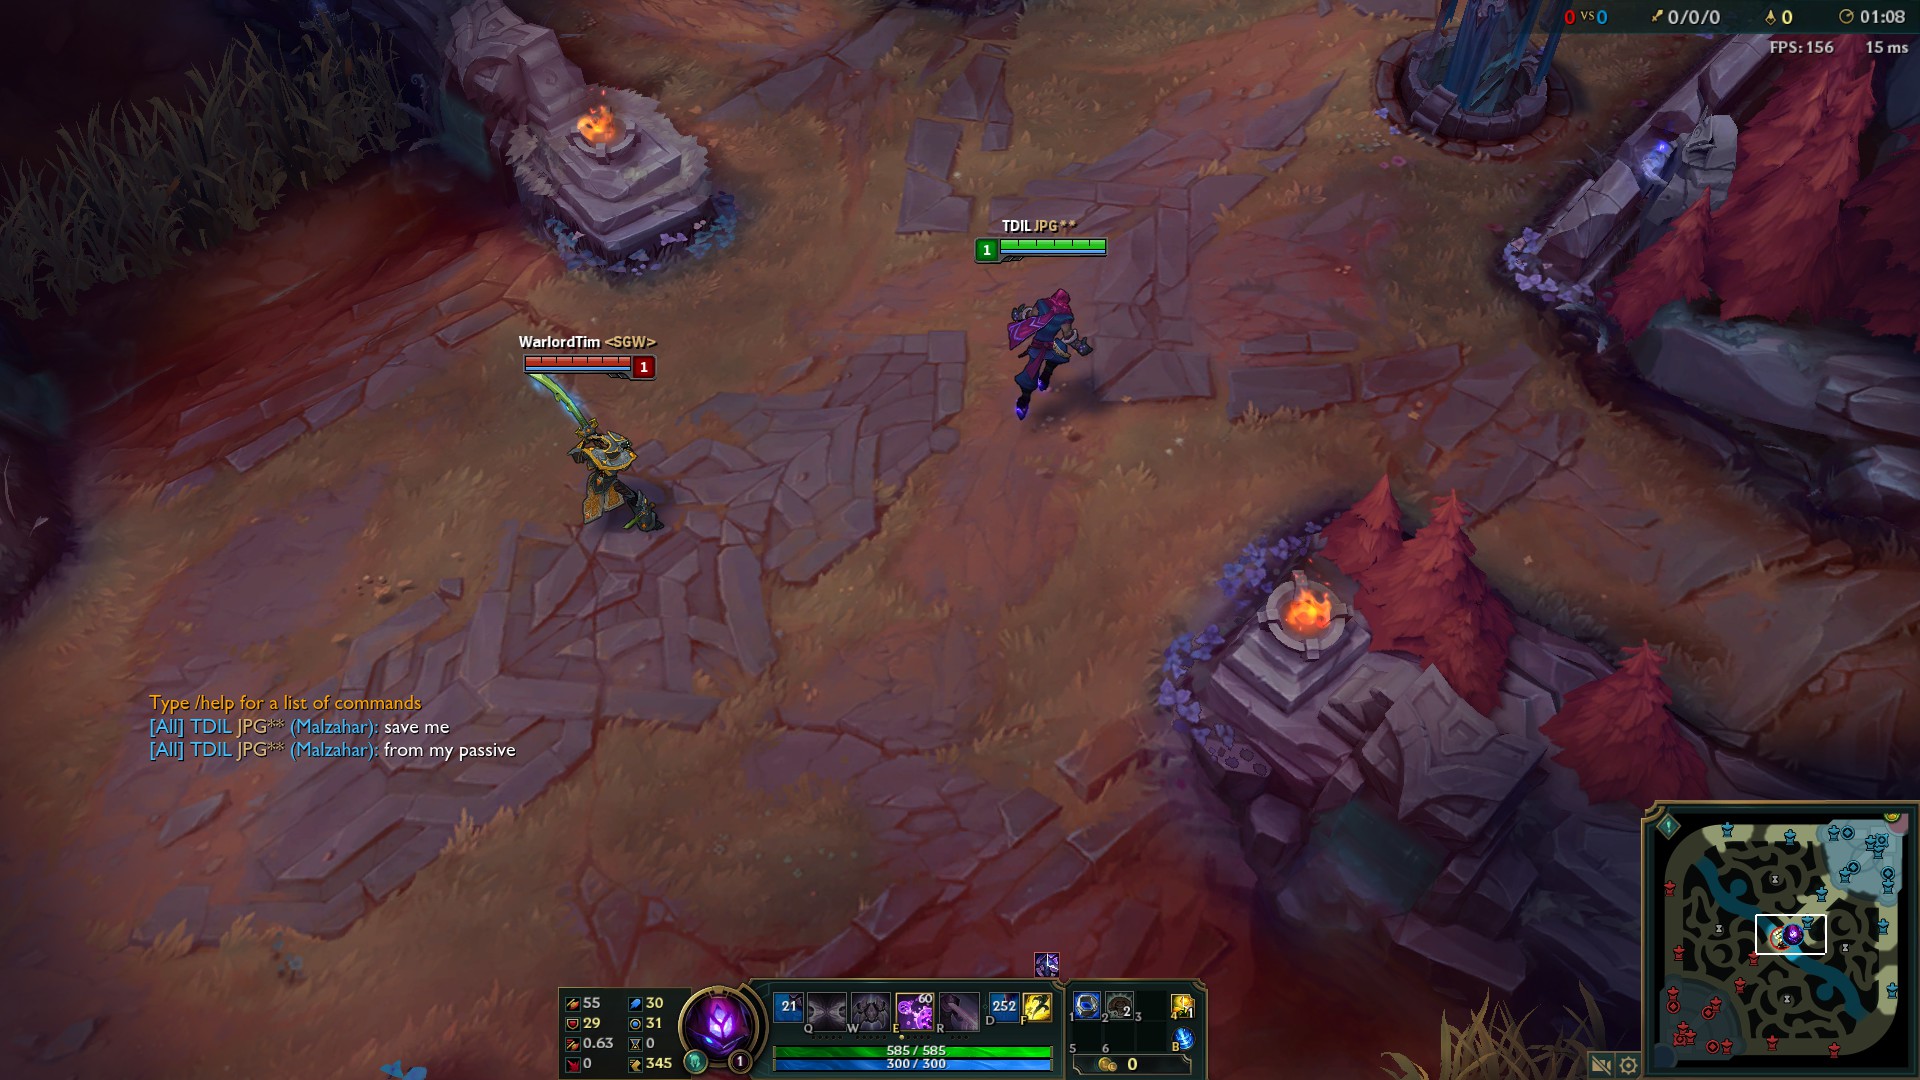 0 VS 0 0/0/0 0 01:08
FPS: 156 15 ms
TDIL JPG**
1
WarlordTim <SGW>
1
Type /help for a list of commands
[All] TDIL JPG** (Malzahar): save me
[All] TDIL JPG** (Malzahar): from my passive
55 30
29 31
0.63 0
0 345
1
21 Q W 60 E R 252 D F
585 / 585
300 / 300
1 2 2 3 4 1
5 6 B
0